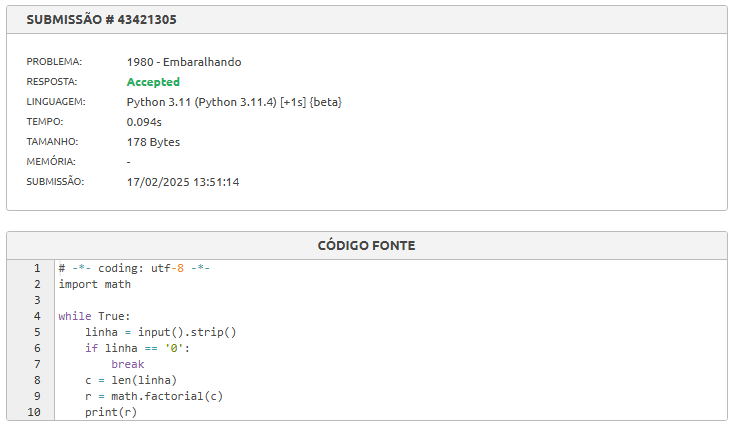 SUBMISSÃO # 43421305
PROBLEMA: 1980 - Embaralhando
RESPOSTA: Accepted
LINGUAGEM: Python 3.11 (Python 3.11.4) [+1s] {beta}
TEMPO: 0.094s
TAMANHO: 178 Bytes
MEMÓRIA: -
SUBMISSÃO: 17/02/2025 13:51:14
CÓDIGO FONTE
1 # -*- coding: utf-8 -*-
2 import math
3
4 while True:
5     linha = input().strip()
6     if linha == '0':
7         break
8     c = len(linha)
9     r = math.factorial(c)
10     print(r)